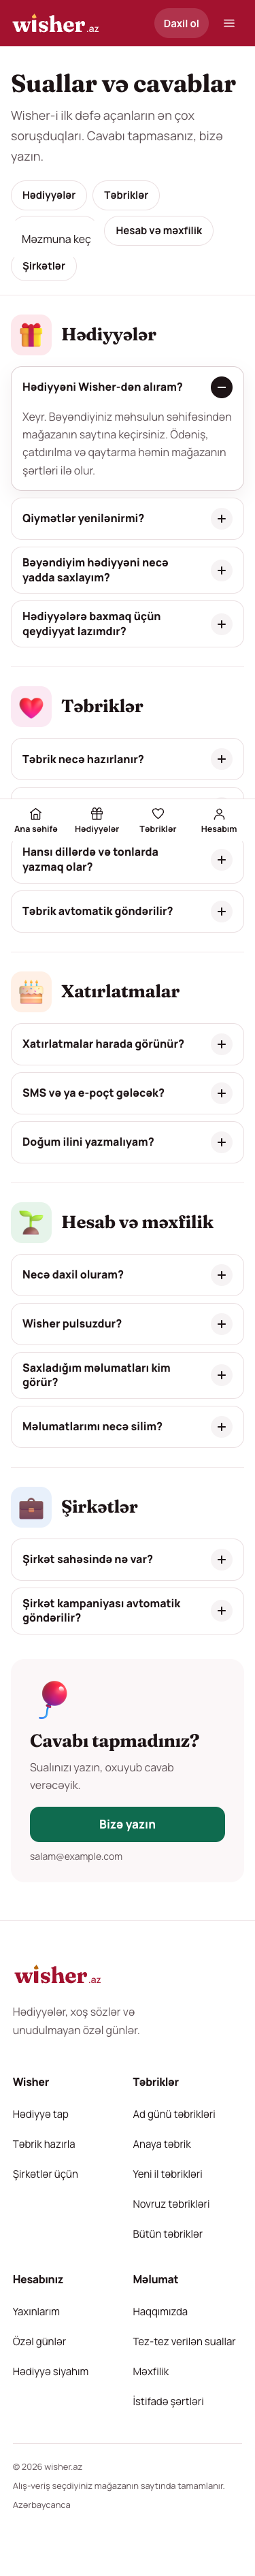 wisher.az
Daxil ol
Suallar və cavablar
Wisher-i ilk dəfə açanların ən çox
soruşduqları. Cavabı tapmasanız, bizə
yazın.
Hədiyyələr
Təbriklər
Məzmuna keç
Hesab və məxfilik
Şirkətlər
Hədiyyələr
Hədiyyəni Wisher-dən alıram?
Xeyr. Bəyəndiyiniz məhsulun səhifəsindən
mağazanın saytına keçirsiniz. Ödəniş,
çatdırılma və qaytarma həmin mağazanın
şərtləri ilə olur.
Qiymətlər yenilənirmi?
Bəyəndiyim hədiyyəni necə
yadda saxlayım?
Hədiyyələrə baxmaq üçün
qeydiyyat lazımdır?
Təbriklər
Təbrik necə hazırlanır?
Ana səhifə
Hədiyyələr
Təbriklər
Hesabım
Hansı dillərdə və tonlarda
yazmaq olar?
Təbrik avtomatik göndərilir?
Xatırlatmalar
Xatırlatmalar harada görünür?
SMS və ya e-poçt gələcək?
Doğum ilini yazmalıyam?
Hesab və məxfilik
Necə daxil oluram?
Wisher pulsuzdur?
Saxladığım məlumatları kim
görür?
Məlumatlarımı necə silim?
Şirkətlər
Şirkət sahəsində nə var?
Şirkət kampaniyası avtomatik
göndərilir?
Cavabı tapmadınız?
Sualınızı yazın, oxuyub cavab
verəcəyik.
Bizə yazın
salam@example.com
wisher.az
Hədiyyələr, xoş sözlər və
unudulmayan özəl günlər.
Wisher
Hədiyyə tap
Təbrik hazırla
Şirkətlər üçün
Təbriklər
Ad günü təbrikləri
Anaya təbrik
Yeni il təbrikləri
Novruz təbrikləri
Bütün təbriklər
Hesabınız
Yaxınlarım
Özəl günlər
Hədiyyə siyahım
Məlumat
Haqqımızda
Tez-tez verilən suallar
Məxfilik
İstifadə şərtləri
© 2026 wisher.az
Alış-veriş seçdiyiniz mağazanın saytında tamamlanır.
Azərbaycanca